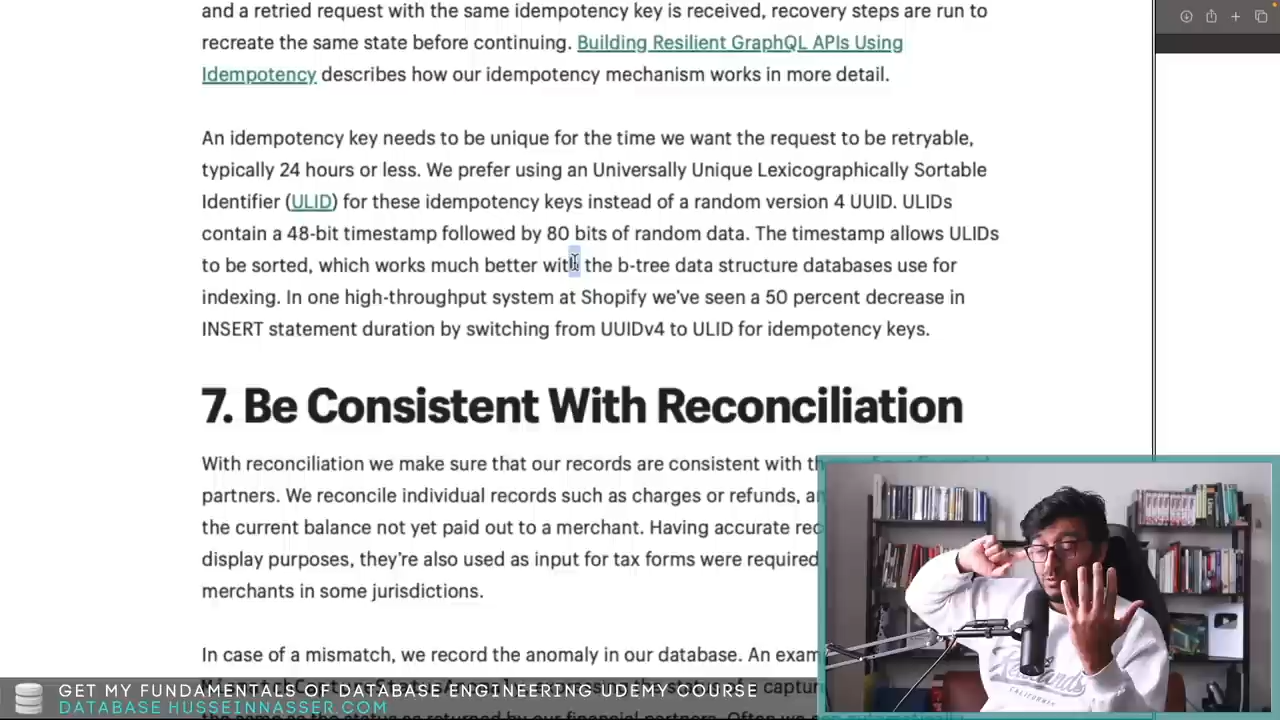 and a retried request with the same idempotency key is received, recovery steps are run to
recreate the same state before continuing. Building Resilient GraphQL APIs Using
Idempotency describes how our idempotency mechanism works in more detail.
An idempotency key needs to be unique for the time we want the request to be retryable,
typically 24 hours or less. We prefer using an Universally Unique Lexicographically Sortable
Identifier (ULID) for these idempotency keys instead of a random version 4 UUID. ULIDs
contain a 48-bit timestamp followed by 80 bits of random data. The timestamp allows ULIDs
to be sorted, which works much better with the b-tree data structure databases use for
indexing. In one high-throughput system at Shopify we've seen a 50 percent decrease in
INSERT statement duration by switching from UUIDv4 to ULID for idempotency keys.
7. Be Consistent With Reconciliation
With reconciliation we make sure that our records are consistent with
partners. We reconcile individual records such as charges or refunds,
the current balance not yet paid out to a merchant. Having accurate
display purposes, they're also used as input for tax forms were required
merchants in some jurisdictions.
In case of a mismatch, we record the anomaly in our database. An
GET MY FUNDAMENTALS OF DATABASE ENGINEERING UDEMY COURSE
DATABASE.HUSSEINNASSER.COM
CALIFORNIA